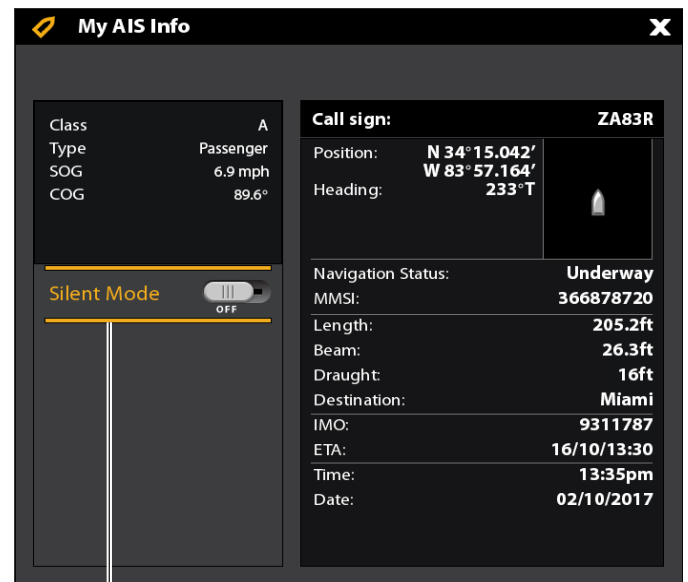 My AIS Info X
Class A
Type Passenger
SOG 6.9 mph
COG 89.6°
Silent Mode
OFF
Call sign: ZA83R
Position: N 34°15.042′
W 83°57.164′
Heading: 233°T
Navigation Status: Underway
MMSI: 366878720
Length: 205.2ft
Beam: 26.3ft
Draught: 16ft
Destination: Miami
IMO: 9311787
ETA: 16/10/13:30
Time: 13:35pm
Date: 02/10/2017